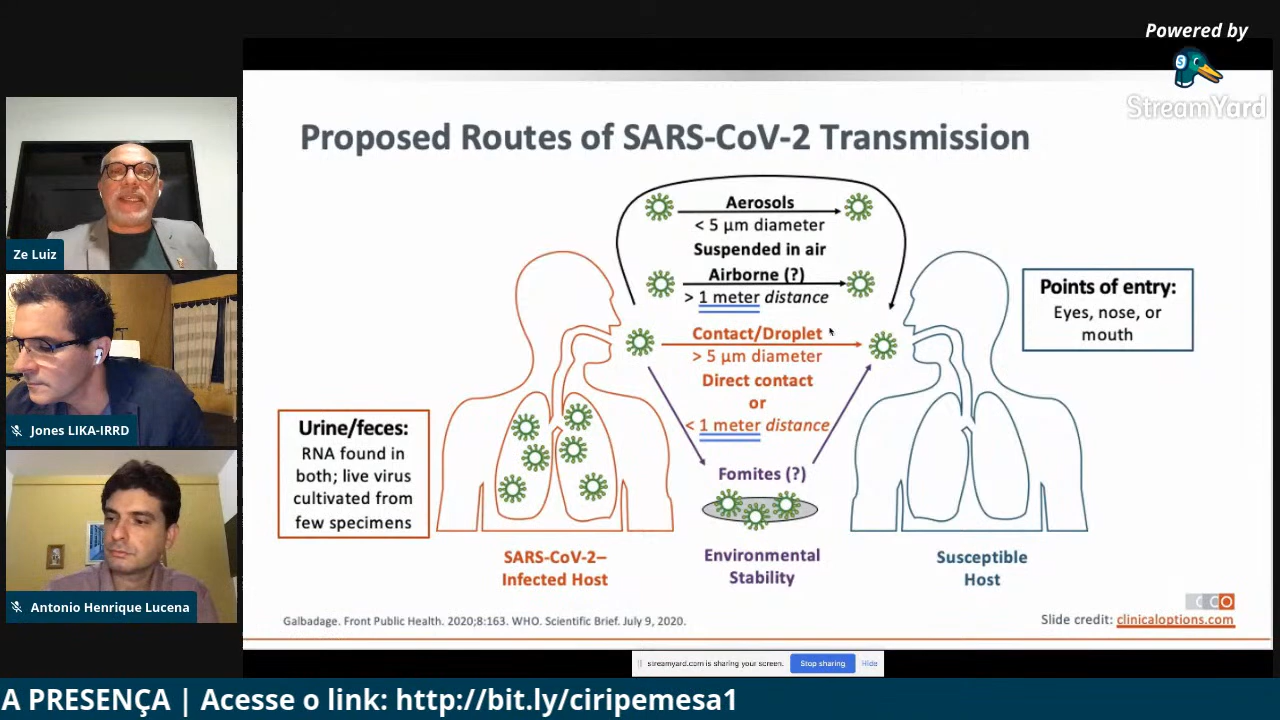 Powered by
S
StreamYard
Ze Luiz
Jones LIKA-IRRD
Antonio Henrique Lucena
Proposed Routes of SARS-CoV-2 Transmission
Aerosols
< 5 µm diameter
Suspended in air
Airborne (?)
> 1 meter distance
Contact/Droplet
> 5 µm diameter
Direct contact
or
< 1 meter distance
Fomites (?)
Environmental
Stability
Urine/feces:
RNA found in
both; live virus
cultivated from
few specimens
SARS-CoV-2–
Infected Host
Points of entry:
Eyes, nose, or
mouth
Susceptible
Host
CCO
Galbadage. Front Public Health. 2020;8:163. WHO. Scientific Brief. July 9, 2020.
Slide credit: clinicaloptions.com
streamyard.com is sharing your screen.
Stop sharing
Hide
A PRESENÇA | Acesse o link: http://bit.ly/ciripemesa1